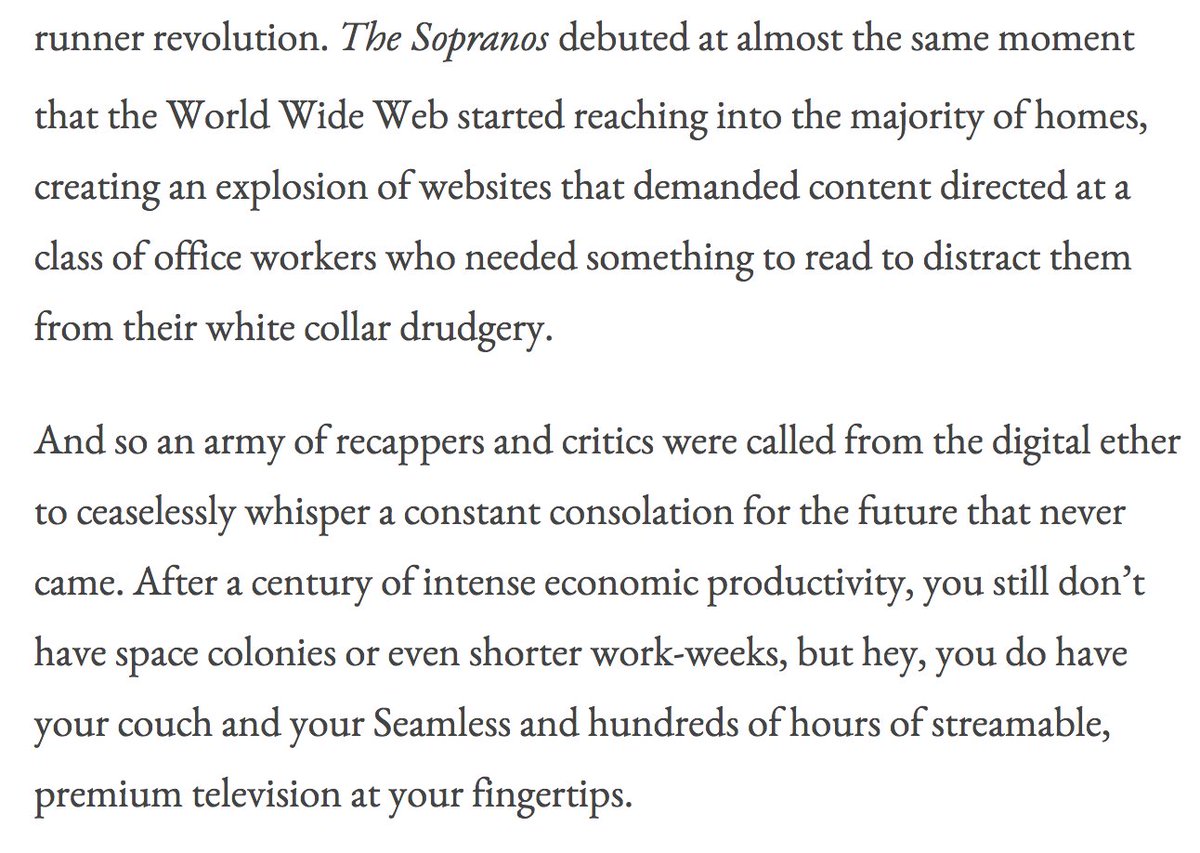 runner revolution. The Sopranos debuted at almost the same moment
that the World Wide Web started reaching into the majority of homes,
creating an explosion of websites that demanded content directed at a
class of office workers who needed something to read to distract them
from their white collar drudgery.
And so an army of recappers and critics were called from the digital ether
to ceaselessly whisper a constant consolation for the future that never
came. After a century of intense economic productivity, you still don’t
have space colonies or even shorter work-weeks, but hey, you do have
your couch and your Seamless and hundreds of hours of streamable,
premium television at your fingertips.